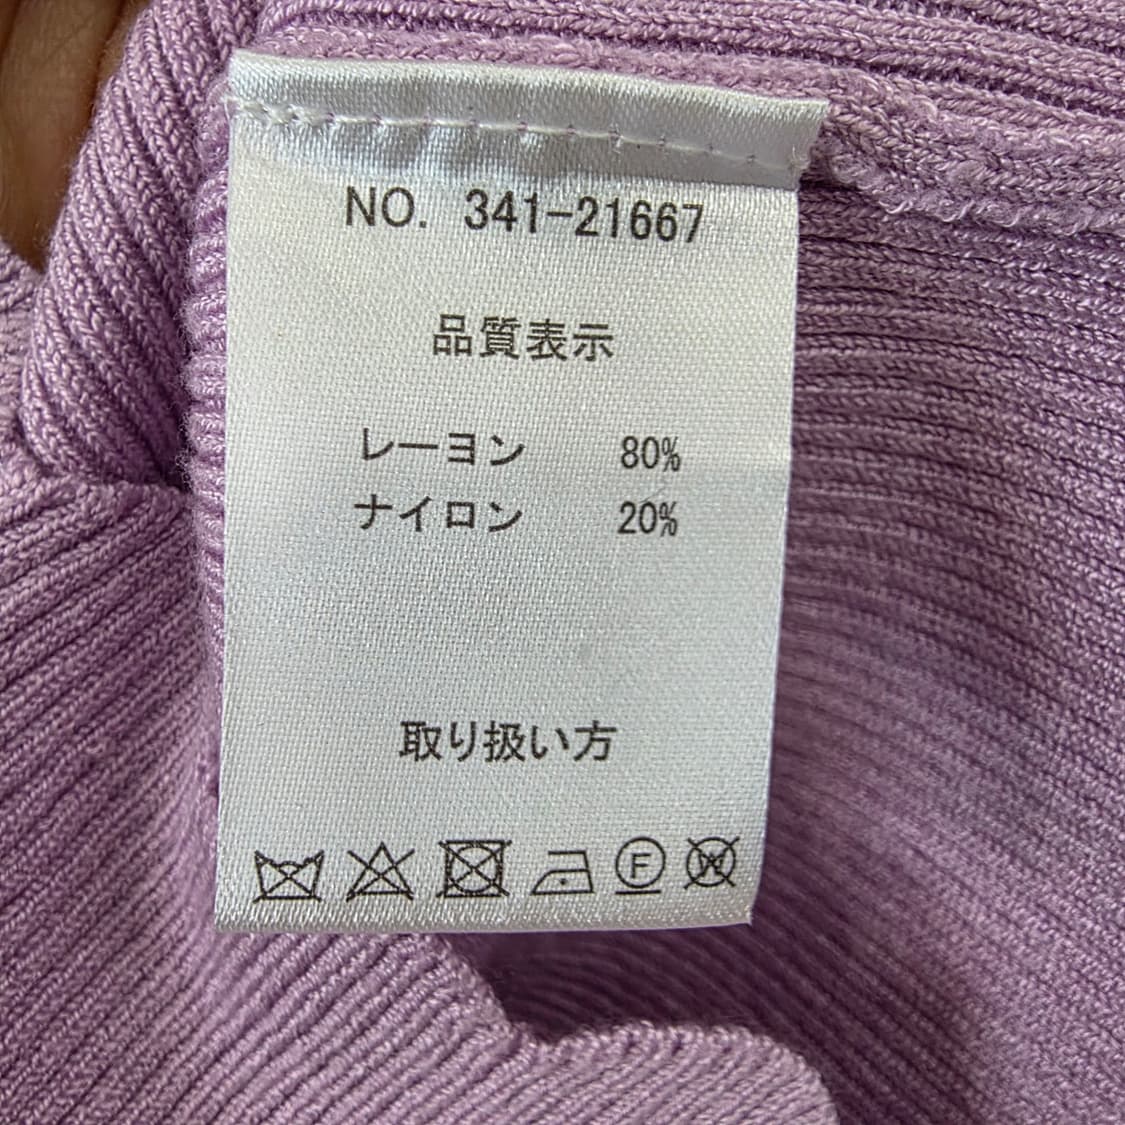 NO. 341-21667
品質表示
レーヨン 80%
ナイロン 20%
取り扱い方
F W